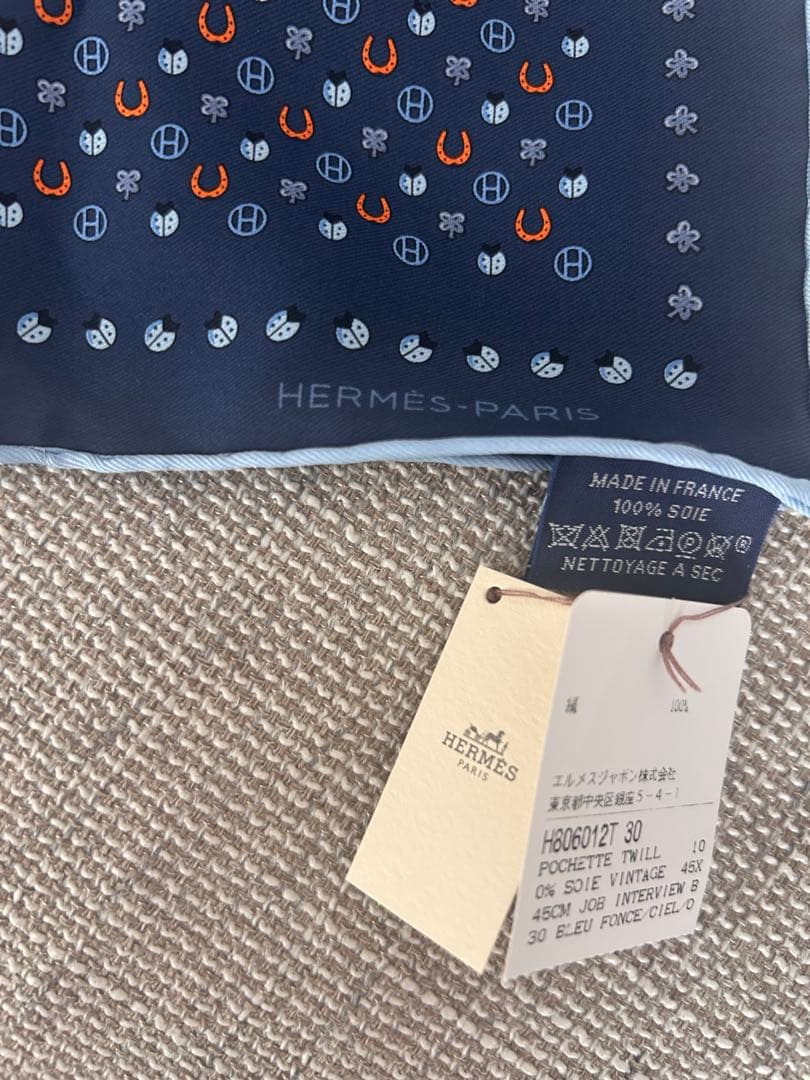 HERMÈS-PARIS
MADE IN FRANCE
100% SOIE
NETTOYAGE A SEC
HERMÈS
PARIS
絹 100%
エルメスジャポン株式会社
東京都中央区銀座5-4-1
H806012T 30
POCHETTE TWILL 10
0% SOIE VINTAGE 45X
45CM JOB INTERVIEW B
30 BLEU FONCE/CIEL/O